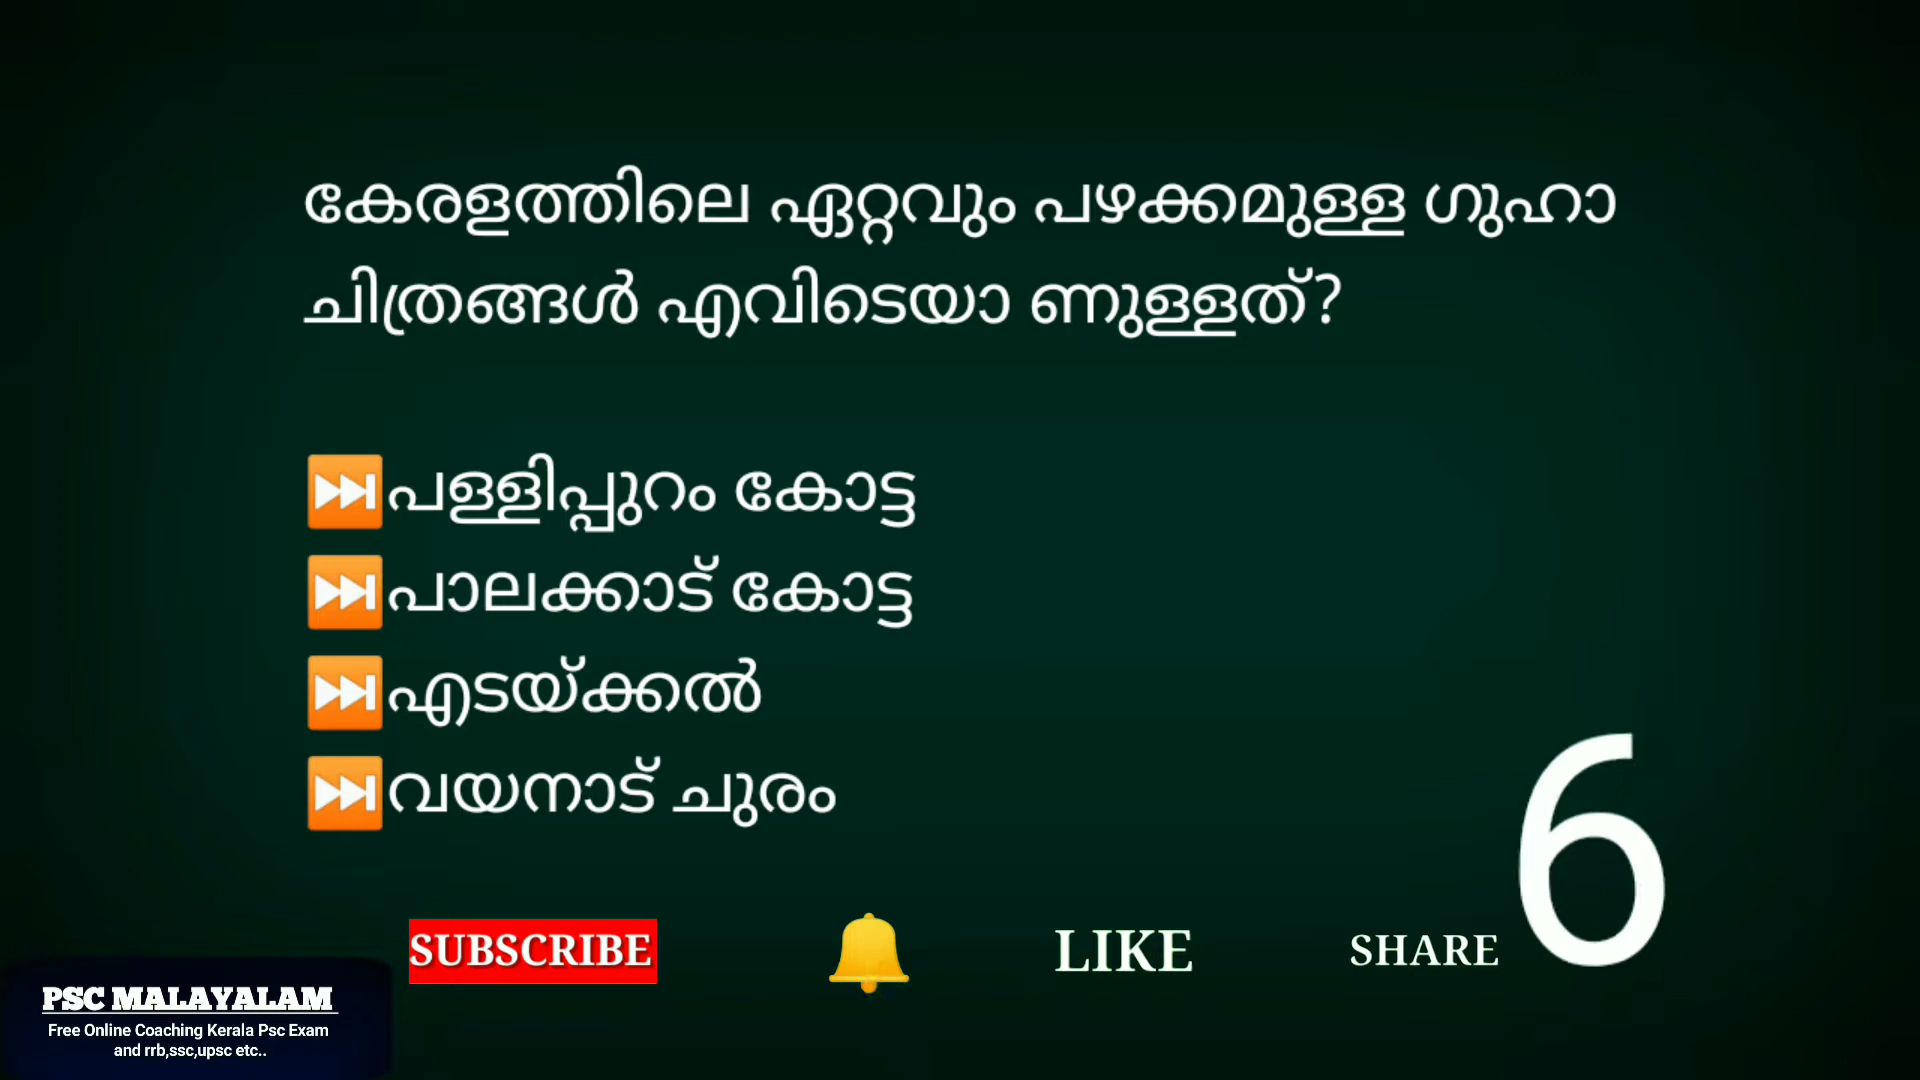 കേരളത്തിലെ ഏറ്റവും പഴക്കമുള്ള ഗുഹാ
ചിത്രങ്ങൾ എവിടെയാ ണുള്ളത്?
⏭️പള്ളിപ്പുറം കോട്ട
⏭️പാലക്കാട് കോട്ട
⏭️എടയ്ക്കൽ
⏭️വയനാട് ചുരം
6
SUBSCRIBE 🔔 LIKE SHARE
PSC MALAYALAM
Free Online Coaching Kerala Psc Exam
and rrb,ssc,upsc etc..